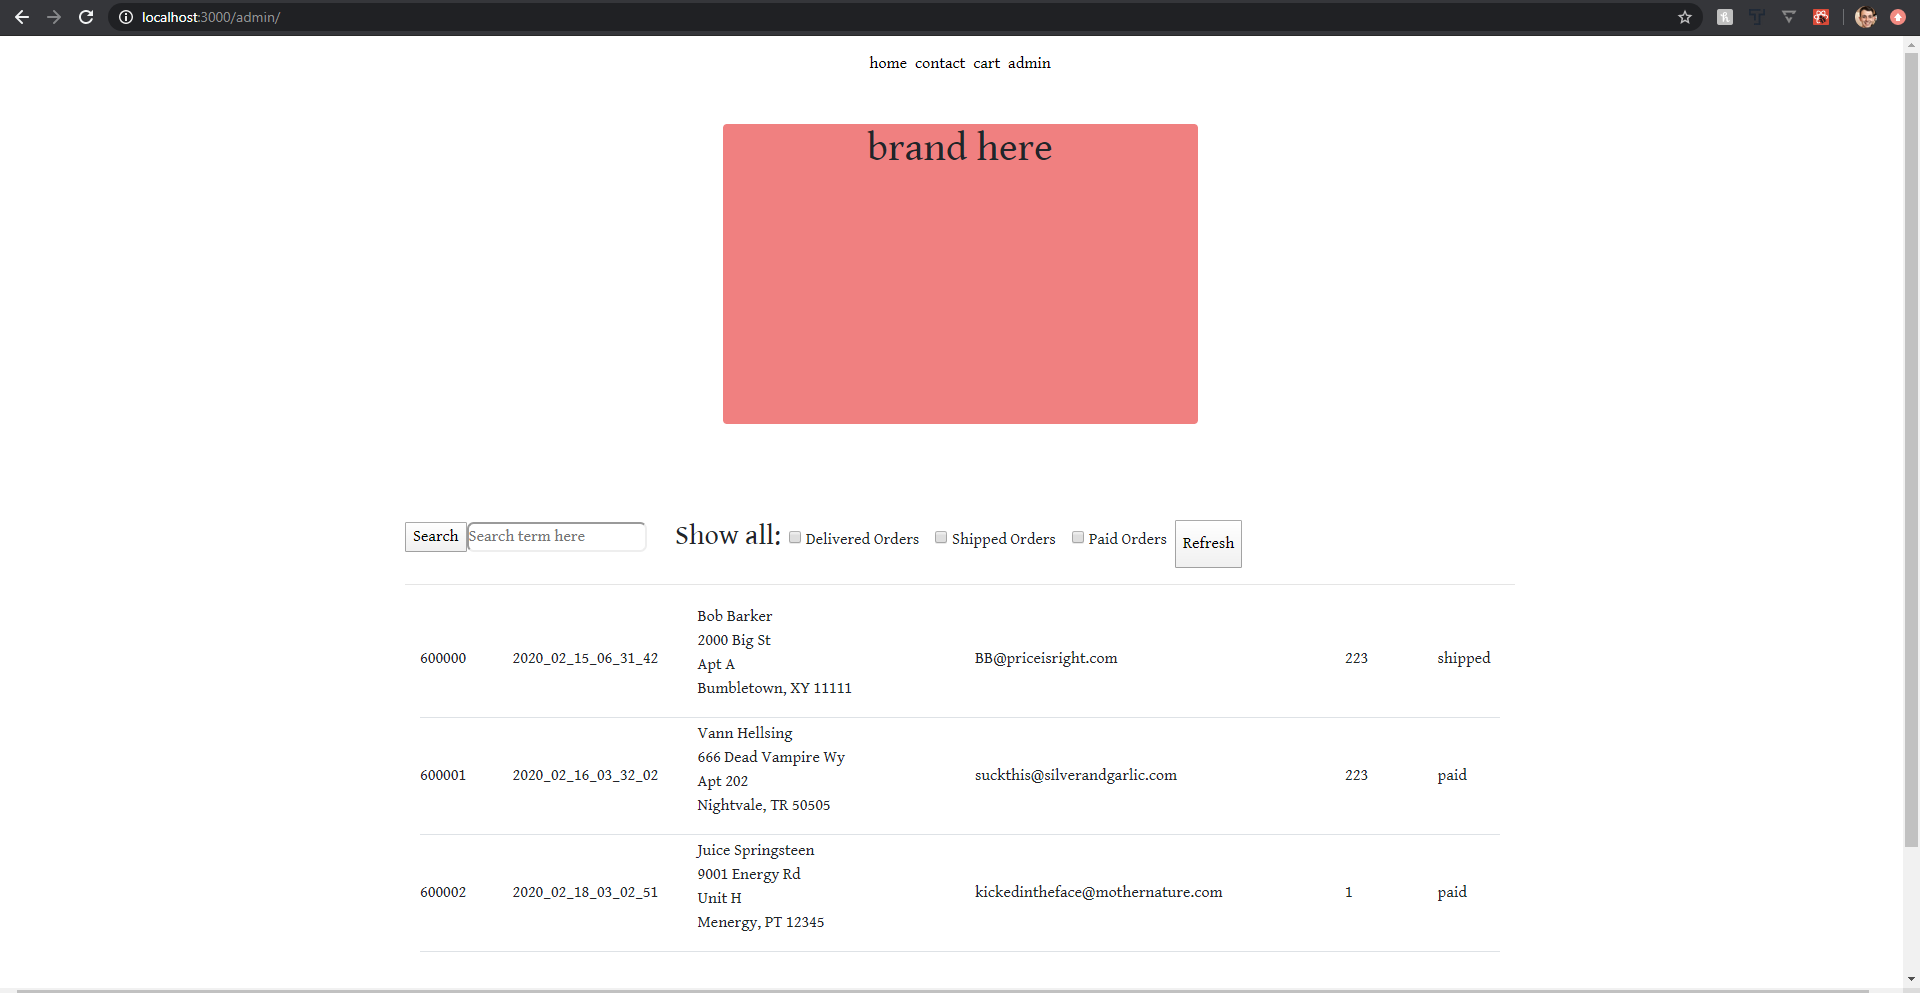 localhost:3000/admin/
home contact cart admin
brand here
Search Search term here Show all: Delivered Orders Shipped Orders Paid Orders Refresh
Bob Barker
2000 Big St
600000 2020_02_15_06_31_42 Apt A BB@priceisright.com 223 shipped
Bumbletown, XY 11111
Vann Hellsing
666 Dead Vampire Wy
600001 2020_02_16_03_32_02 Apt 202 suckthis@silverandgarlic.com 223 paid
Nightvale, TR 50505
Juice Springsteen
9001 Energy Rd
600002 2020_02_18_03_02_51 Unit H kickedintheface@mothernature.com 1 paid
Menergy, PT 12345